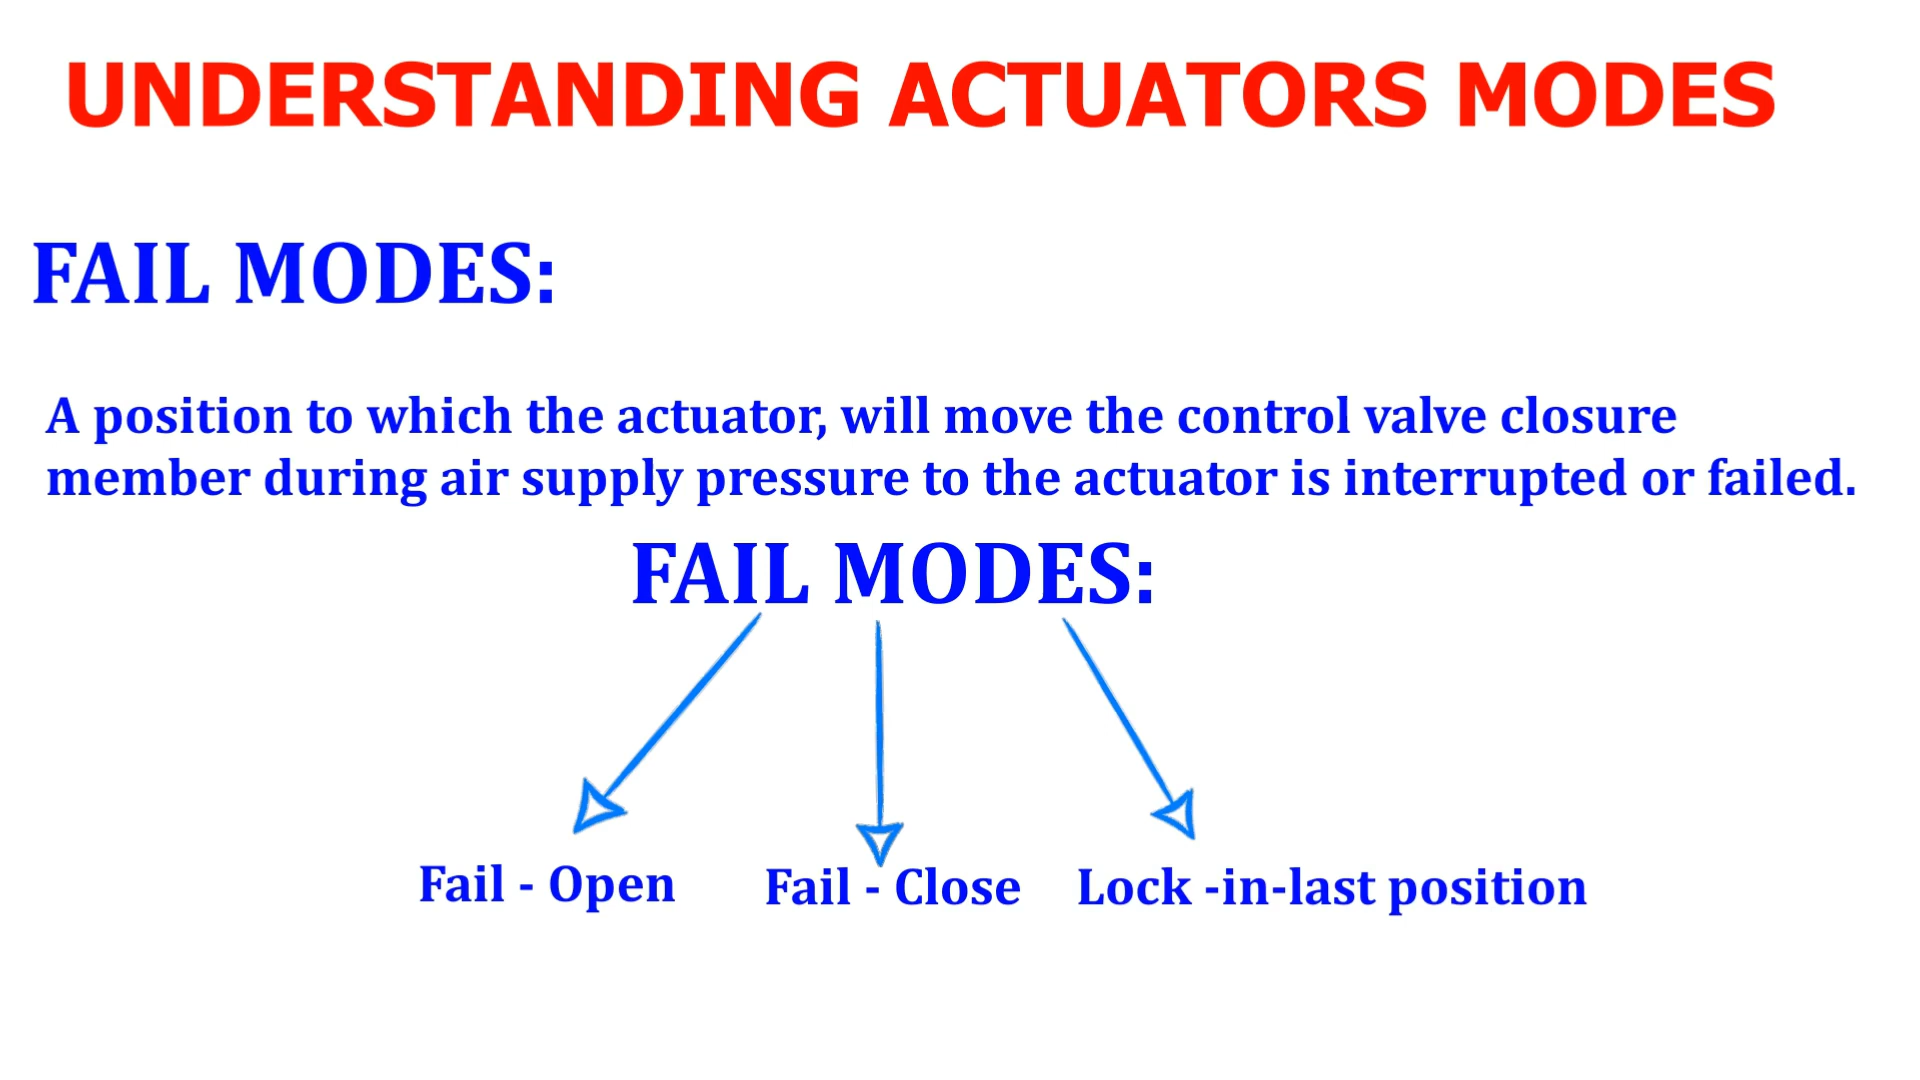 UNDERSTANDING ACTUATORS MODES
FAIL MODES:
A position to which the actuator, will move the control valve closure
member during air supply pressure to the actuator is interrupted or failed.
FAIL MODES:
Fail - Open
Fail - Close
Lock -in-last position